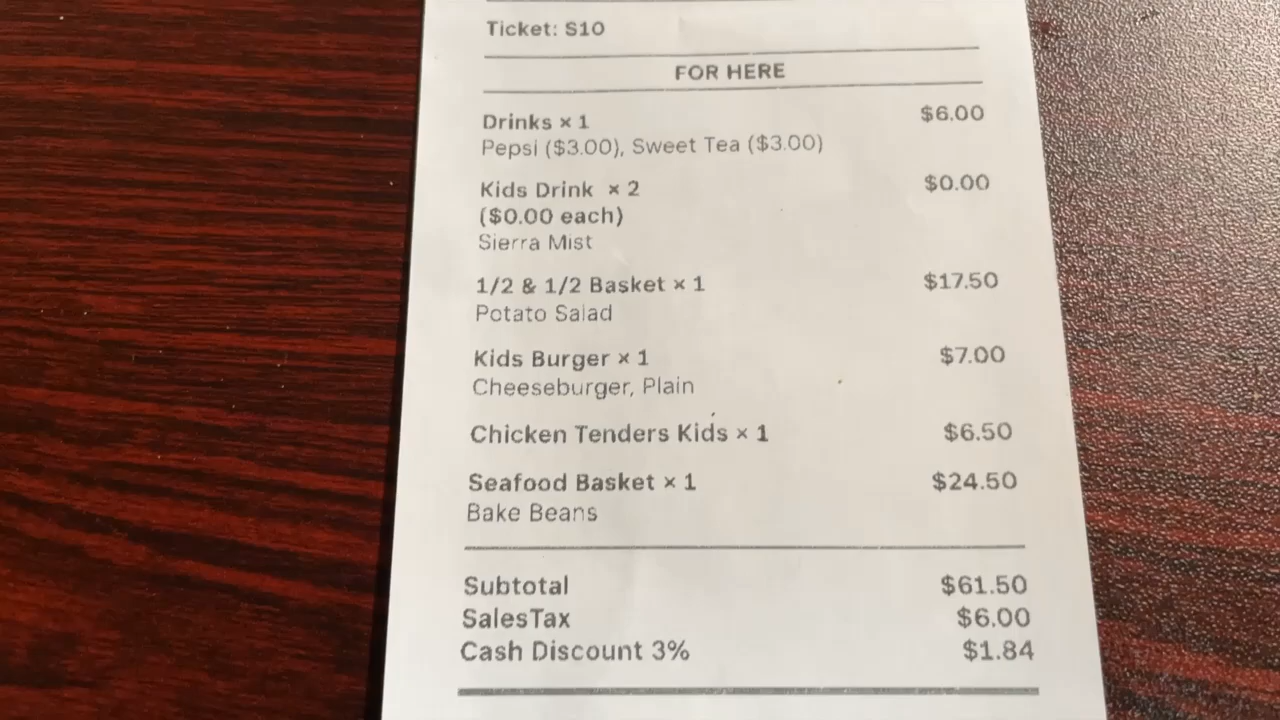 Ticket: S10
FOR HERE
Drinks × 1 $6.00
Pepsi ($3.00), Sweet Tea ($3.00)
Kids Drink × 2 $0.00
($0.00 each)
Sierra Mist
1/2 & 1/2 Basket × 1 $17.50
Potato Salad
Kids Burger × 1 $7.00
Cheeseburger, Plain
Chicken Tenders Kids × 1 $6.50
Seafood Basket × 1 $24.50
Bake Beans
Subtotal $61.50
Sales Tax $6.00
Cash Discount 3% $1.84